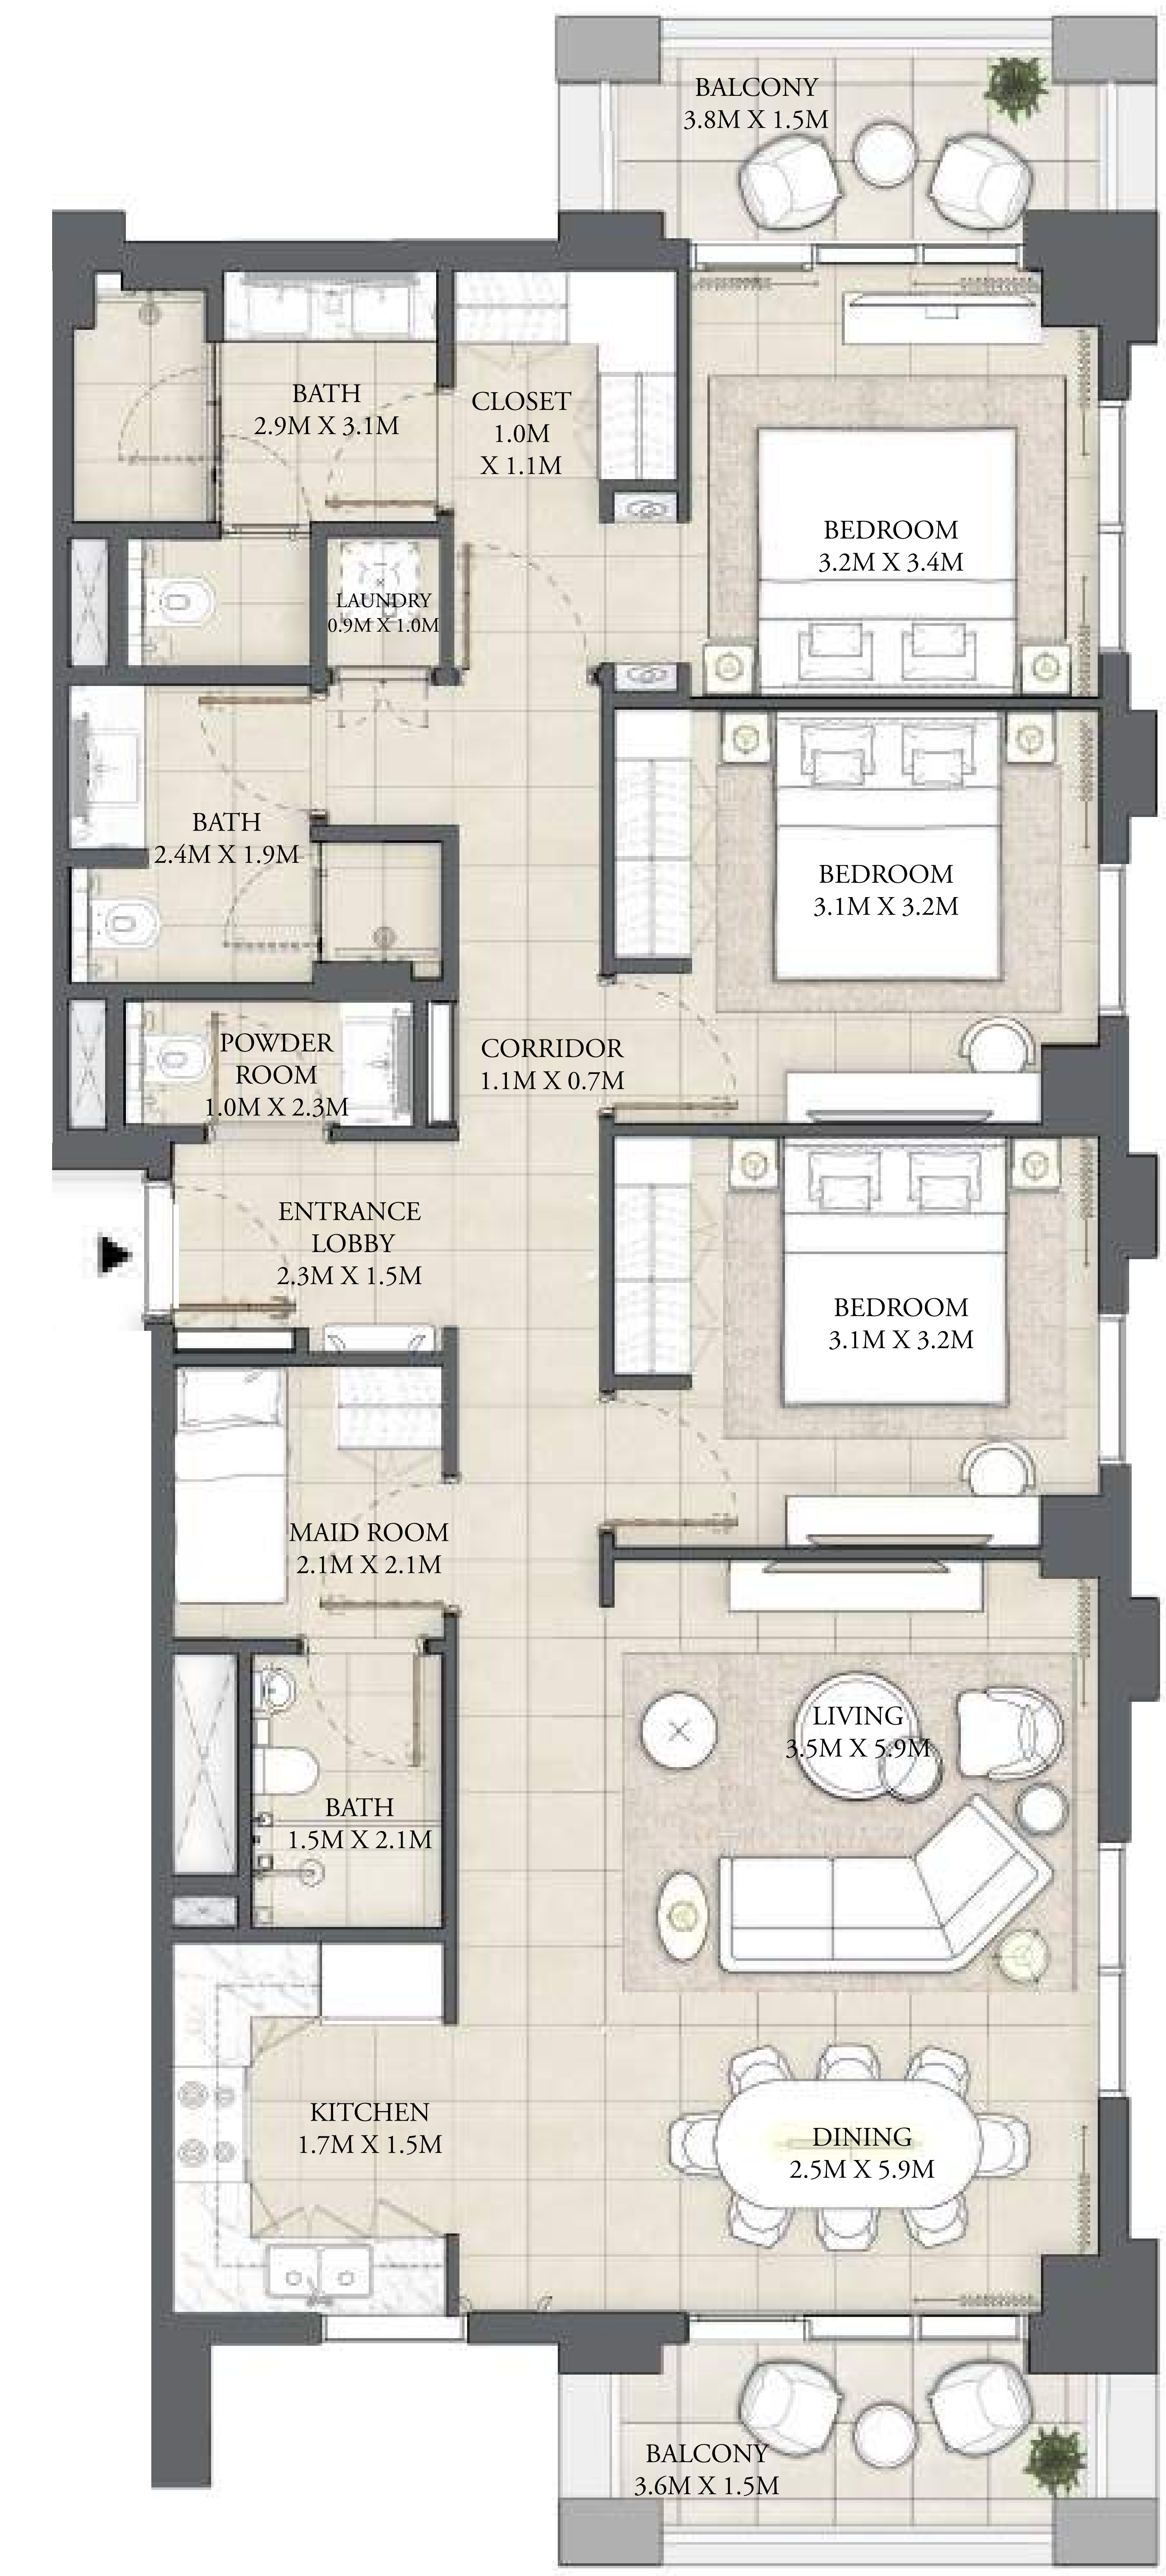 BALCONY
3.8M X 1.5M
BATH
2.9M X 3.1M
CLOSET
1.0M
X 1.1M
BEDROOM
3.2M X 3.4M
LAUNDRY
0.9M X 1.0M
BATH
2.4M X 1.9M
BEDROOM
3.1M X 3.2M
POWDER
ROOM
1.0M X 2.3M
CORRIDOR
1.1M X 0.7M
ENTRANCE
LOBBY
2.3M X 1.5M
BEDROOM
3.1M X 3.2M
MAID ROOM
2.1M X 2.1M
LIVING
3.5M X 5.9M
BATH
1.5M X 2.1M
KITCHEN
1.7M X 1.5M
DINING
2.5M X 5.9M
BALCONY
3.6M X 1.5M